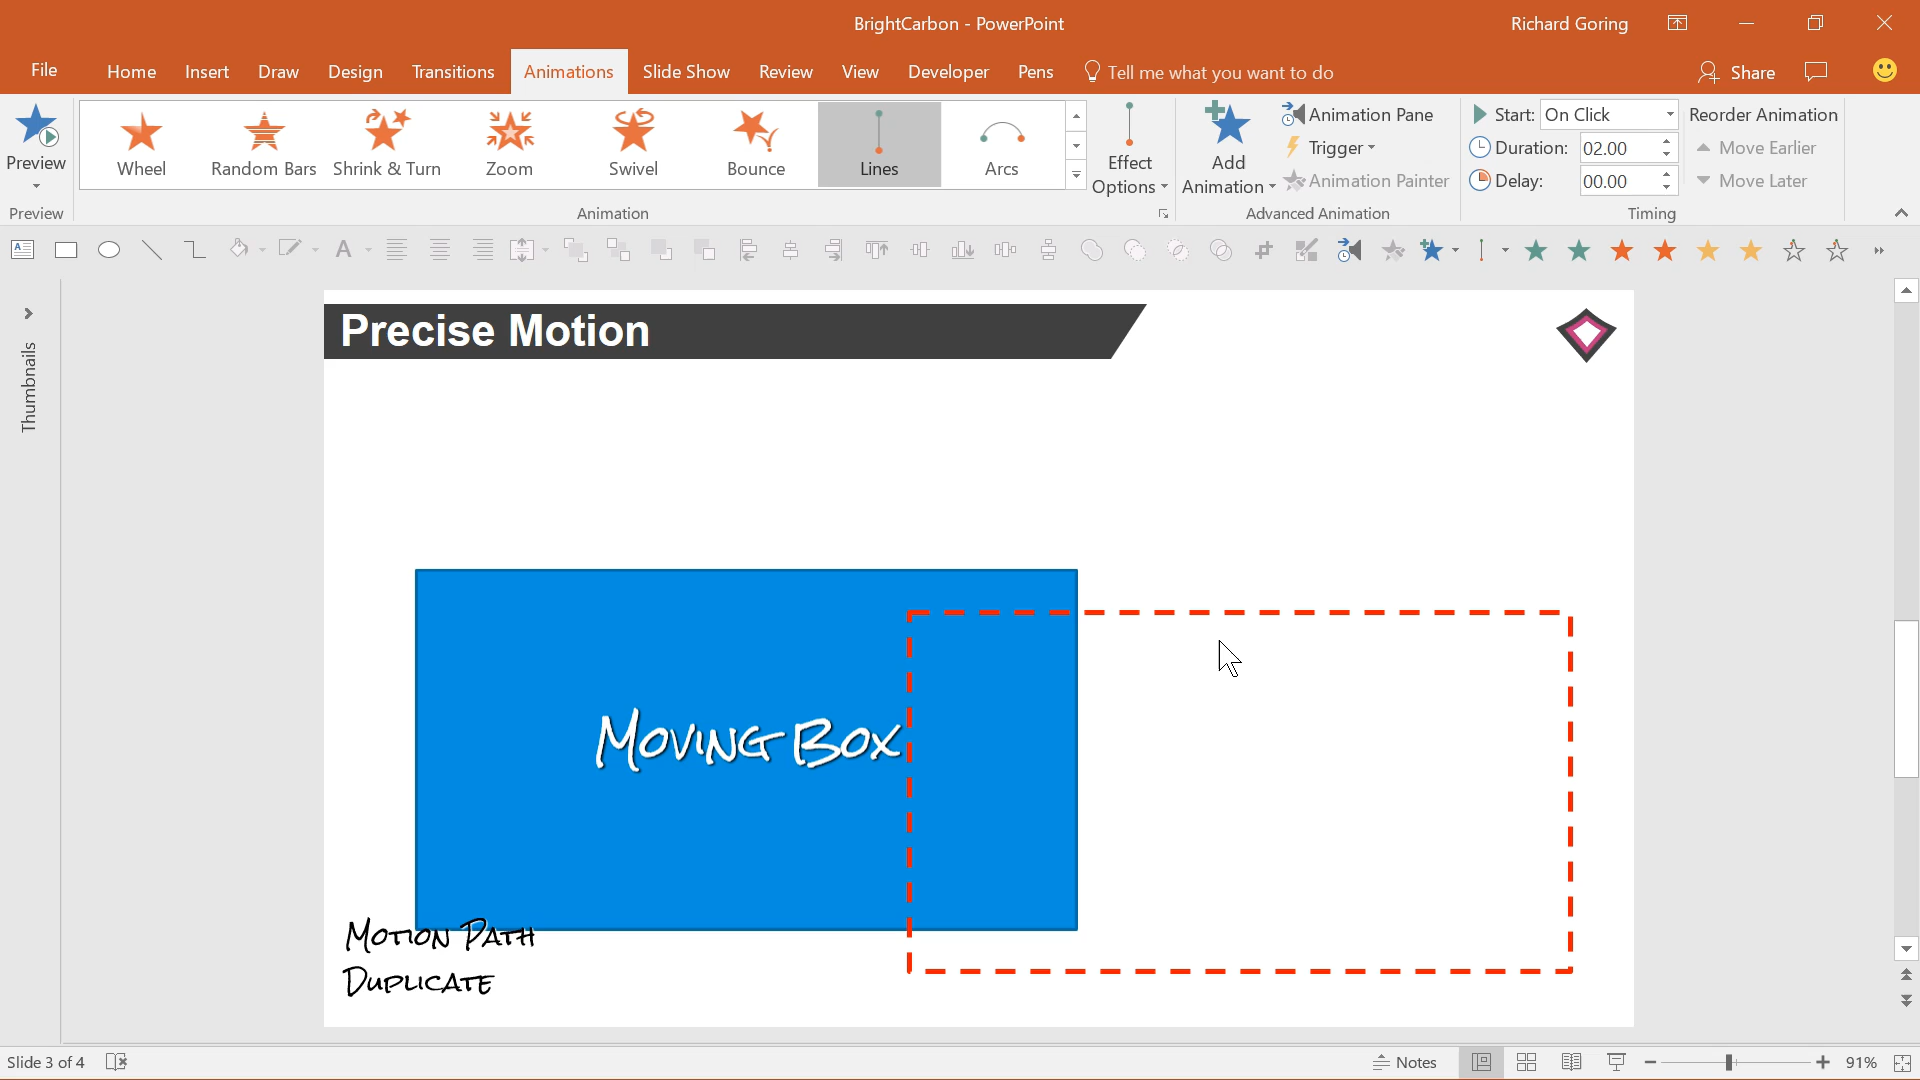 BrightCarbon - PowerPoint
Richard Goring
File Home Insert Draw Design Transitions Animations Slide Show Review View Developer Pens Tell me what you want to do Share
Preview
Wheel Random Bars Shrink & Turn Zoom Swivel Bounce Lines Arcs
Effect Options
Add Animation
Animation Pane
Trigger
Animation Painter
Start: On Click
Duration: 02.00
Delay: 00.00
Reorder Animation
Move Earlier
Move Later
Preview Animation Advanced Animation Timing
Thumbnails
Precise Motion
Moving Box
Motion Path
Duplicate
Slide 3 of 4 Notes 91%